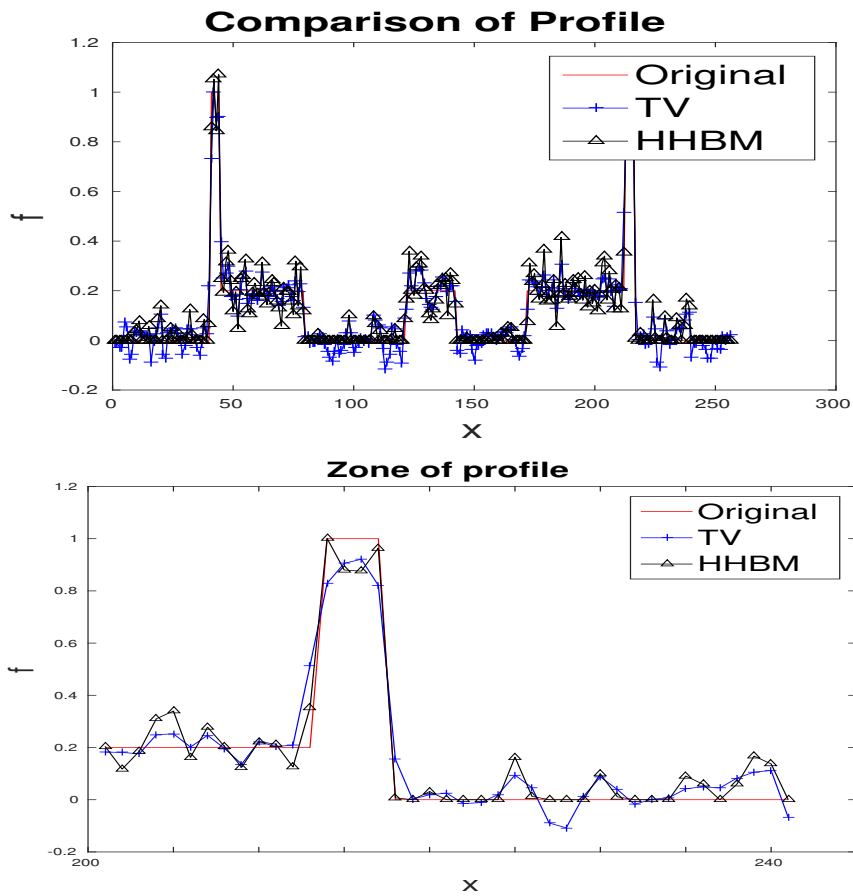 Comparison of Profile
1.2
1
0.8
0.6
0.4
0.2
0
-0.2
f
Original
TV
HHBM
0
50
100
150
200
250
300
x
Zone of profile
1.2
1
0.8
0.6
0.4
0.2
0
-0.2
f
Original
TV
HHBM
200
240
x